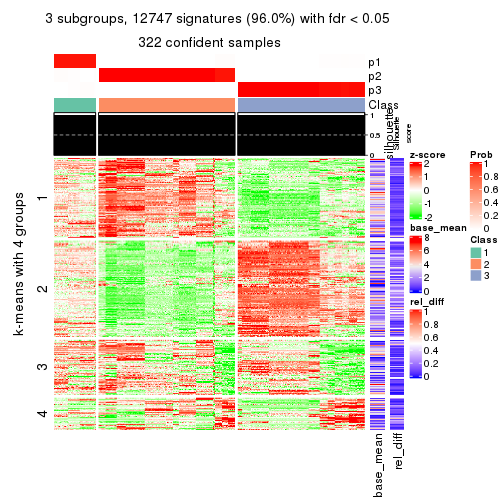 3 subgroups, 12747 signatures (96.0%) with fdr < 0.05
322 confident samples
p1
p2
p3
Class
1
0.5
0
silhouette
Silhouette
score
k-means with 4 groups
1
2
3
4
base_mean
rel_diff
z-score
2
1
0
-1
-2
base_mean
8
6
4
2
0
rel_diff
1
0.8
0.6
0.4
0.2
0
Prob
1
0.8
0.6
0.4
0.2
0
Class
1
2
3